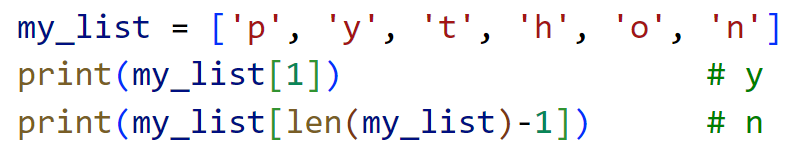 my_list = ['p', 'y', 't', 'h', 'o', 'n']
print(my_list[1])                # y
print(my_list[len(my_list)-1])   # n